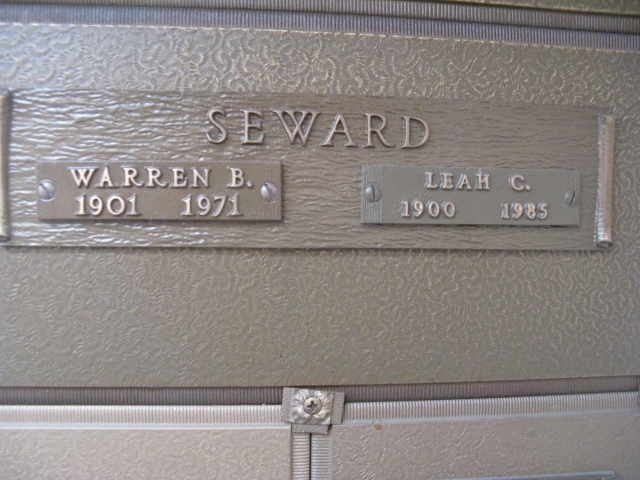 SEWARD
WARREN B.
1901 1971
LEAH C.
1900 1985